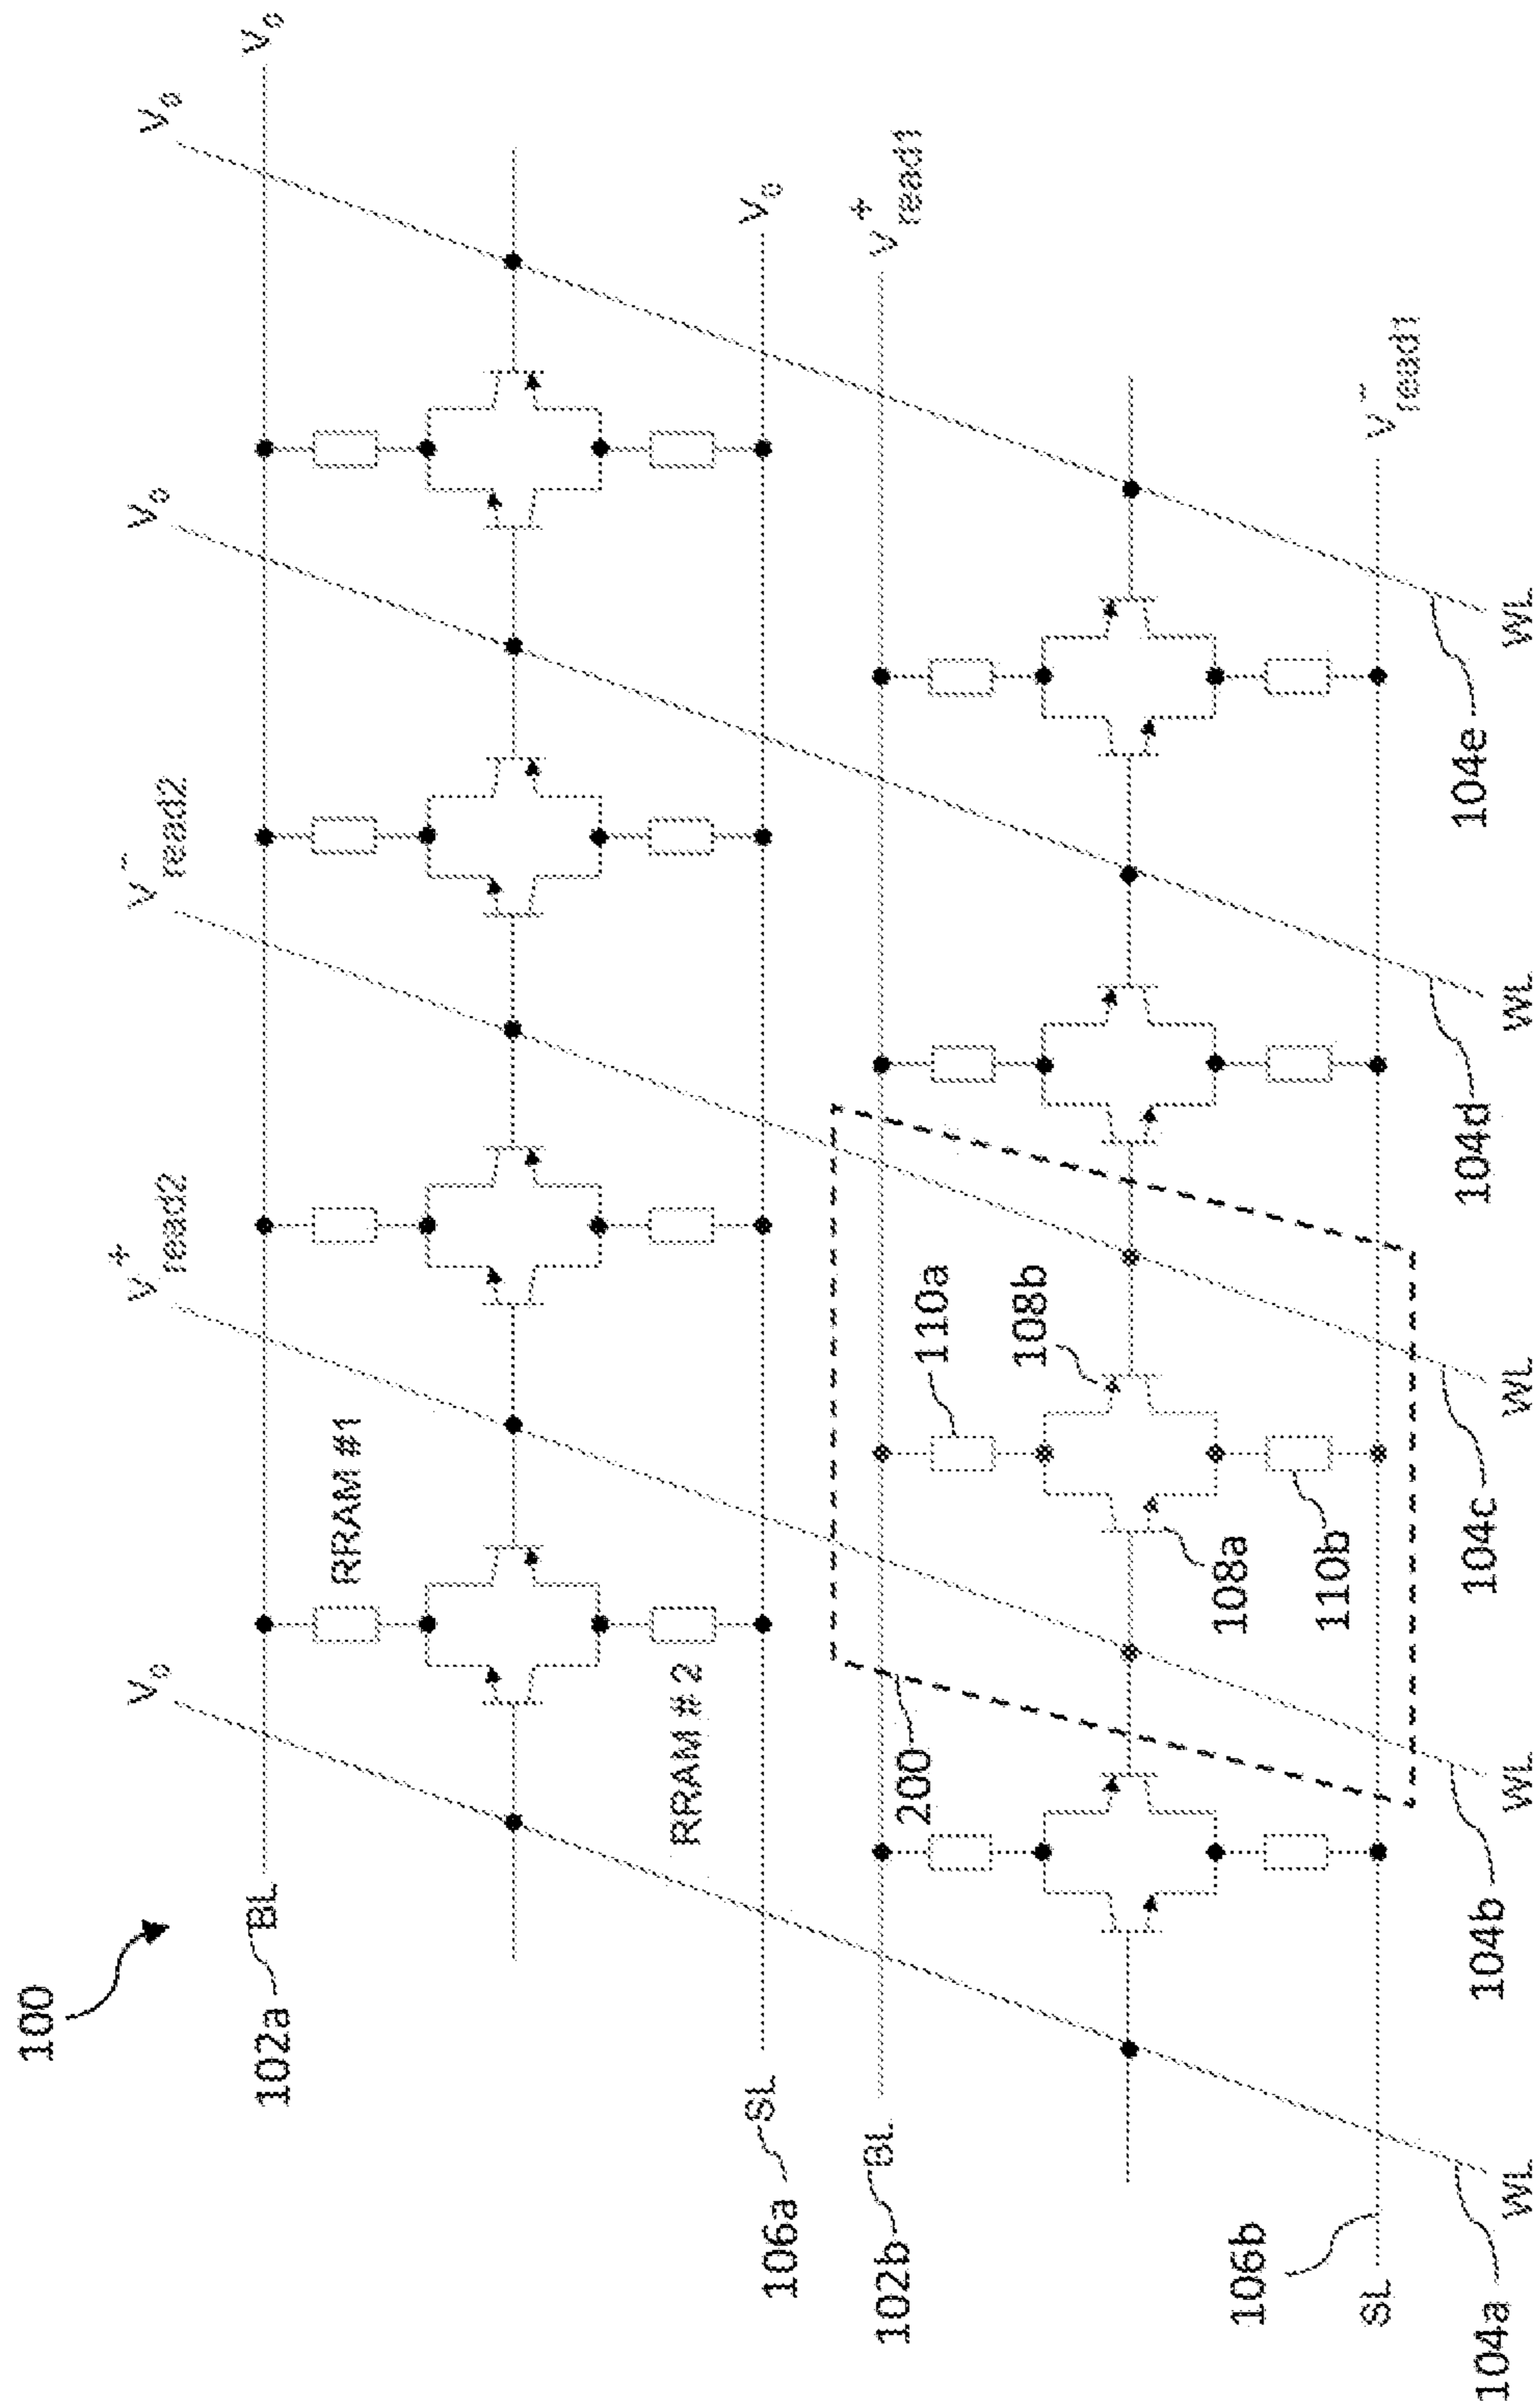 100
102a
BL
V0
V0
V0
V-read2
V+read2
V0
RRAM #1
RRAM # 2
106a
SL
V0
102b
BL
V+read1
200
110a
108b
108a
110b
106b
SL
V-read1
104a
WL
104b
WL
104c
WL
104d
WL
104e
WL